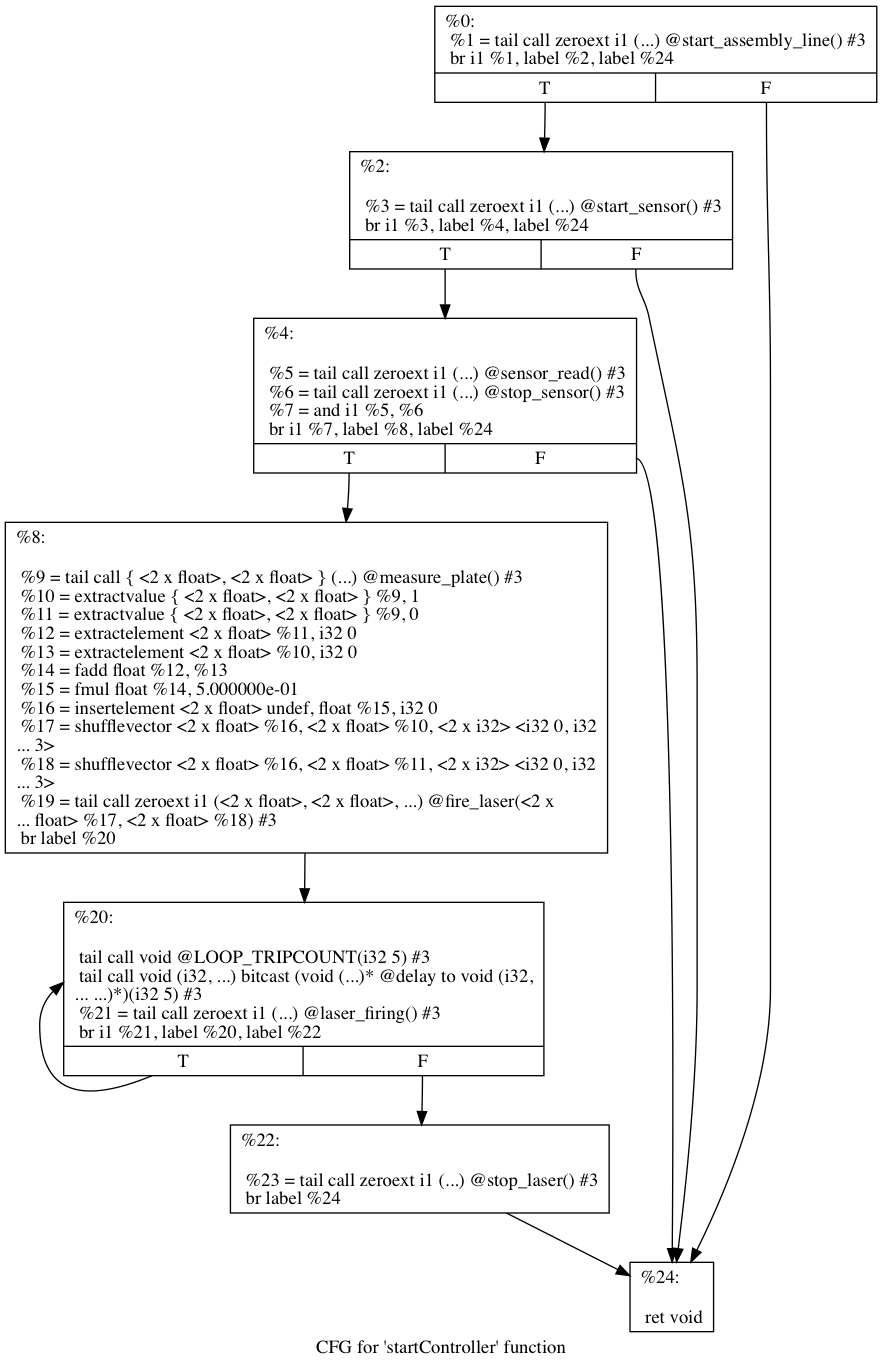 %0:
%1 = tail call zeroext i1 (...) @start_assembly_line() #3
br i1 %1, label %2, label %24
T
F
%2:
%3 = tail call zeroext i1 (...) @start_sensor() #3
br i1 %3, label %4, label %24
T
F
%4:
%5 = tail call zeroext i1 (...) @sensor_read() #3
%6 = tail call zeroext i1 (...) @stop_sensor() #3
%7 = and i1 %5, %6
br i1 %7, label %8, label %24
T
F
%8:
%9 = tail call { <2 x float>, <2 x float> } (...) @measure_plate() #3
%10 = extractvalue { <2 x float>, <2 x float> } %9, 1
%11 = extractvalue { <2 x float>, <2 x float> } %9, 0
%12 = extractelement <2 x float> %11, i32 0
%13 = extractelement <2 x float> %10, i32 0
%14 = fadd float %12, %13
%15 = fmul float %14, 5.000000e-01
%16 = insertelement <2 x float> undef, float %15, i32 0
%17 = shufflevector <2 x float> %16, <2 x float> %10, <2 x i32> <i32 0, i32
... 3>
%18 = shufflevector <2 x float> %16, <2 x float> %11, <2 x i32> <i32 0, i32
... 3>
%19 = tail call zeroext i1 (<2 x float>, <2 x float>, ...) @fire_laser(<2 x
... float> %17, <2 x float> %18) #3
br label %20
%20:
tail call void @LOOP_TRIPCOUNT(i32 5) #3
tail call void (i32, ...) bitcast (void (...)* @delay to void (i32,
... ...)*)(i32 5) #3
%21 = tail call zeroext i1 (...) @laser_firing() #3
br i1 %21, label %20, label %22
T
F
%22:
%23 = tail call zeroext i1 (...) @stop_laser() #3
br label %24
%24:
ret void
CFG for 'startController' function